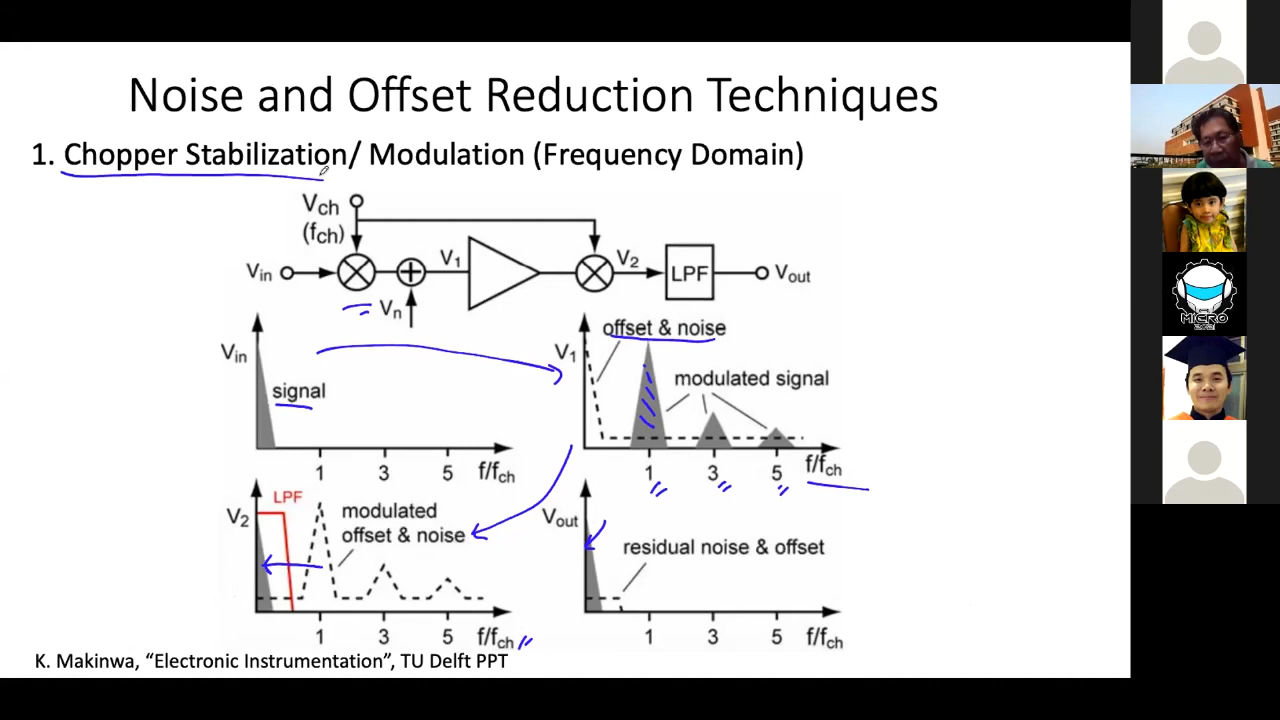 Noise and Offset Reduction Techniques
1. Chopper Stabilization/ Modulation (Frequency Domain)
Vch
(fch)
Vin
Vn
V1
V2
LPF
Vout
Vin
signal
1 3 5 f/fch
V1
offset & noise
modulated signal
1 3 5 f/fch
V2
LPF
modulated
offset & noise
1 3 5 f/fch
Vout
residual noise & offset
1 3 5 f/fch
K. Makinwa, “Electronic Instrumentation”, TU Delft PPT
MICRO